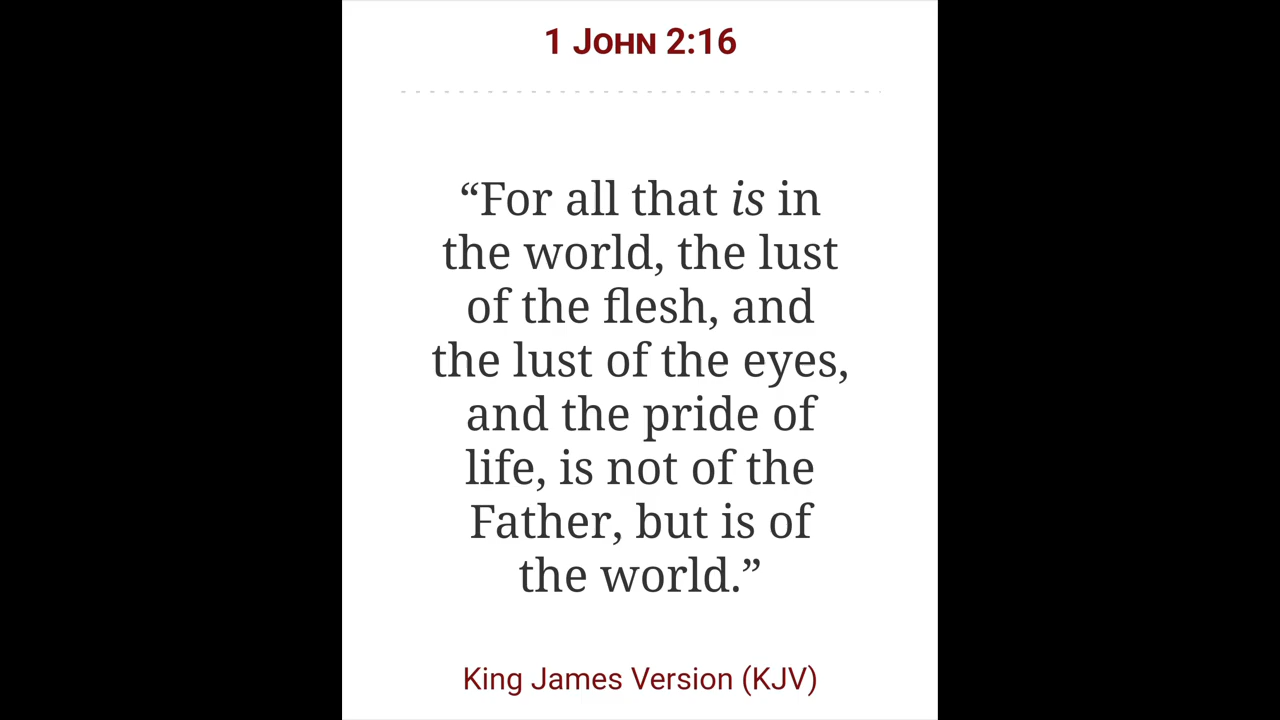 1 John 2:16
“For all that is in
the world, the lust
of the flesh, and
the lust of the eyes,
and the pride of
life, is not of the
Father, but is of
the world.”
King James Version (KJV)